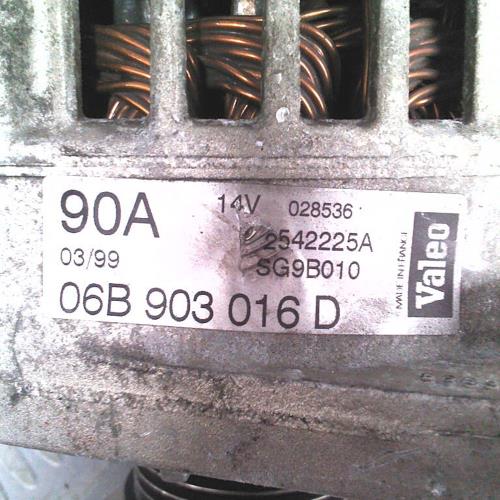 90A 14V 028536
2542225A
03/99 SG9B010
06B 903 016 D
MADE IN FRANCE
Valeo